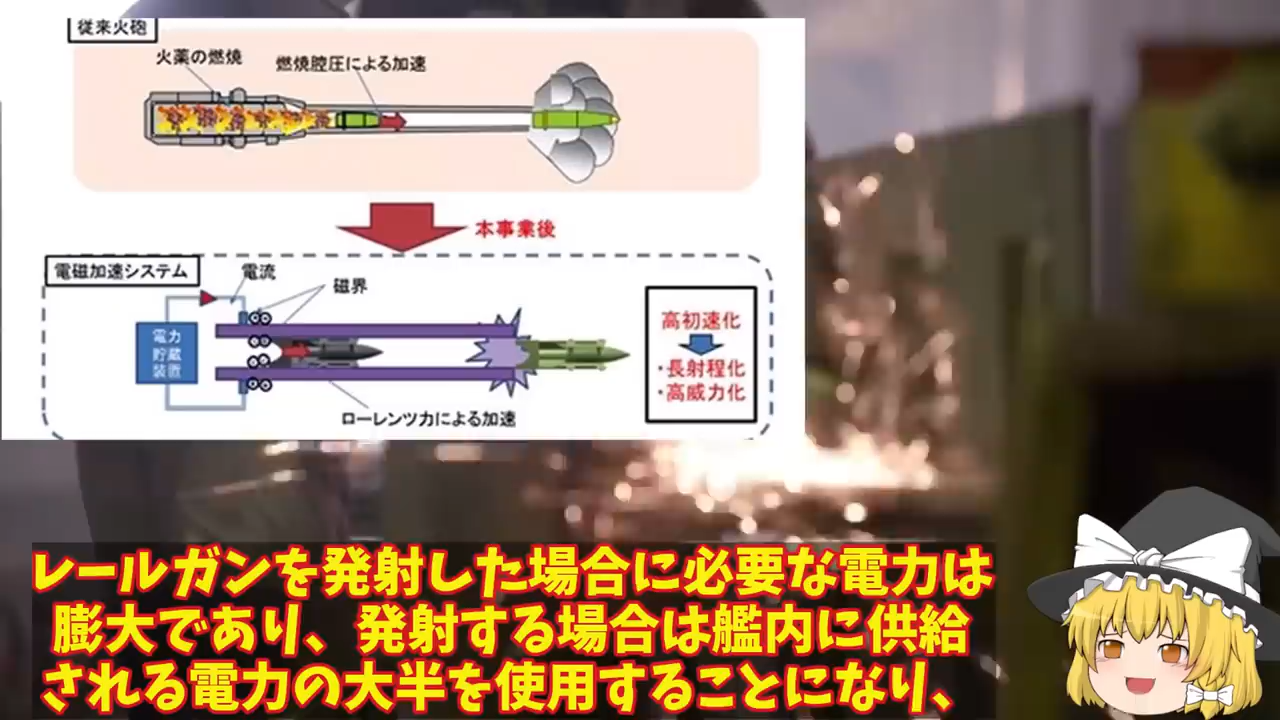 従来火砲
火薬の燃焼
燃焼腔圧による加速
本事業後
電磁加速システム
電流
磁界
電力
貯蔵
装置
高初速化
・長射程化
・高威力化
ローレンツ力による加速
レールガンを発射した場合に必要な電力は
膨大であり、発射する場合は艦内に供給
される電力の大半を使用することになり、